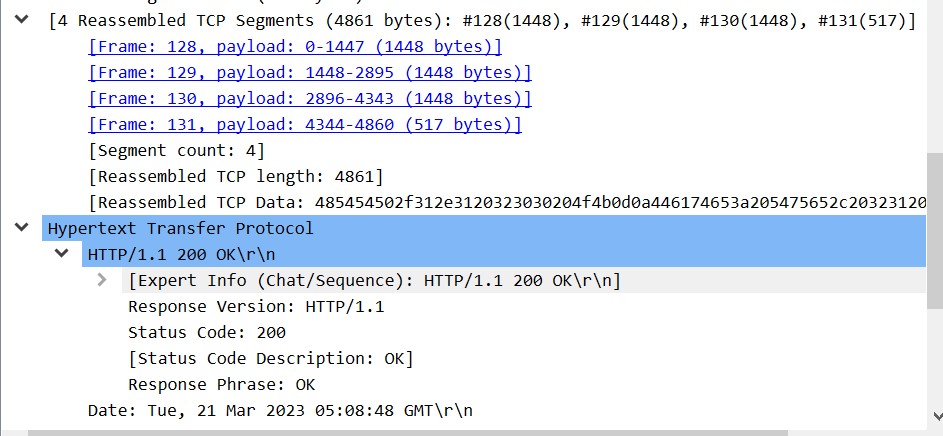 [4 Reassembled TCP Segments (4861 bytes): #128(1448), #129(1448), #130(1448), #131(517)]
[Frame: 128, payload: 0-1447 (1448 bytes)]
[Frame: 129, payload: 1448-2895 (1448 bytes)]
[Frame: 130, payload: 2896-4343 (1448 bytes)]
[Frame: 131, payload: 4344-4860 (517 bytes)]
[Segment count: 4]
[Reassembled TCP length: 4861]
[Reassembled TCP Data: 485454502f312e3120323030204f4b0d0a446174653a205475652c20323120
Hypertext Transfer Protocol
HTTP/1.1 200 OK\r\n
[Expert Info (Chat/Sequence): HTTP/1.1 200 OK\r\n]
Response Version: HTTP/1.1
Status Code: 200
[Status Code Description: OK]
Response Phrase: OK
Date: Tue, 21 Mar 2023 05:08:48 GMT\r\n